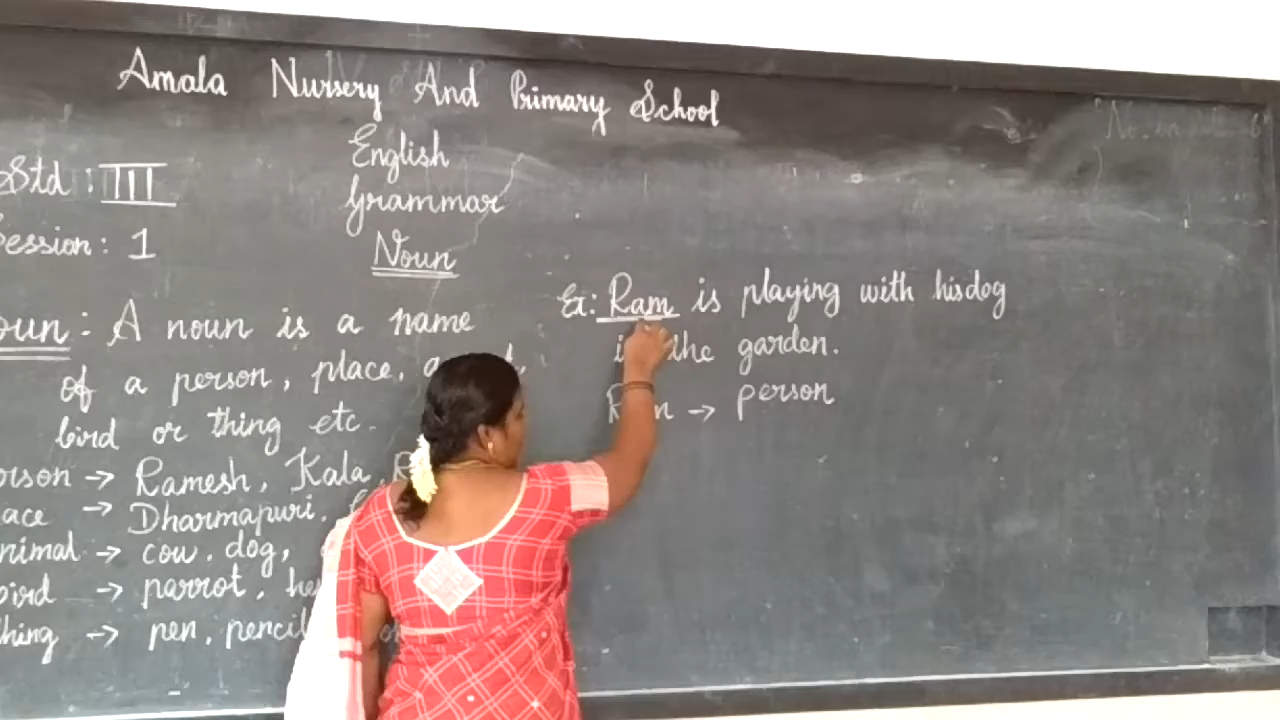 Amala Nursery And Primary School
English
Grammar
Noun
Std : III
Session : 1
Noun : A noun is a name
of a person, place,
bird or thing etc.
person → Ramesh, Kala,
place → Dharmapuri,
Animal → cow, dog,
bird → parrot,
thing → pen, pencil
Ex: Ram is playing with his dog
in the garden.
Ram → person